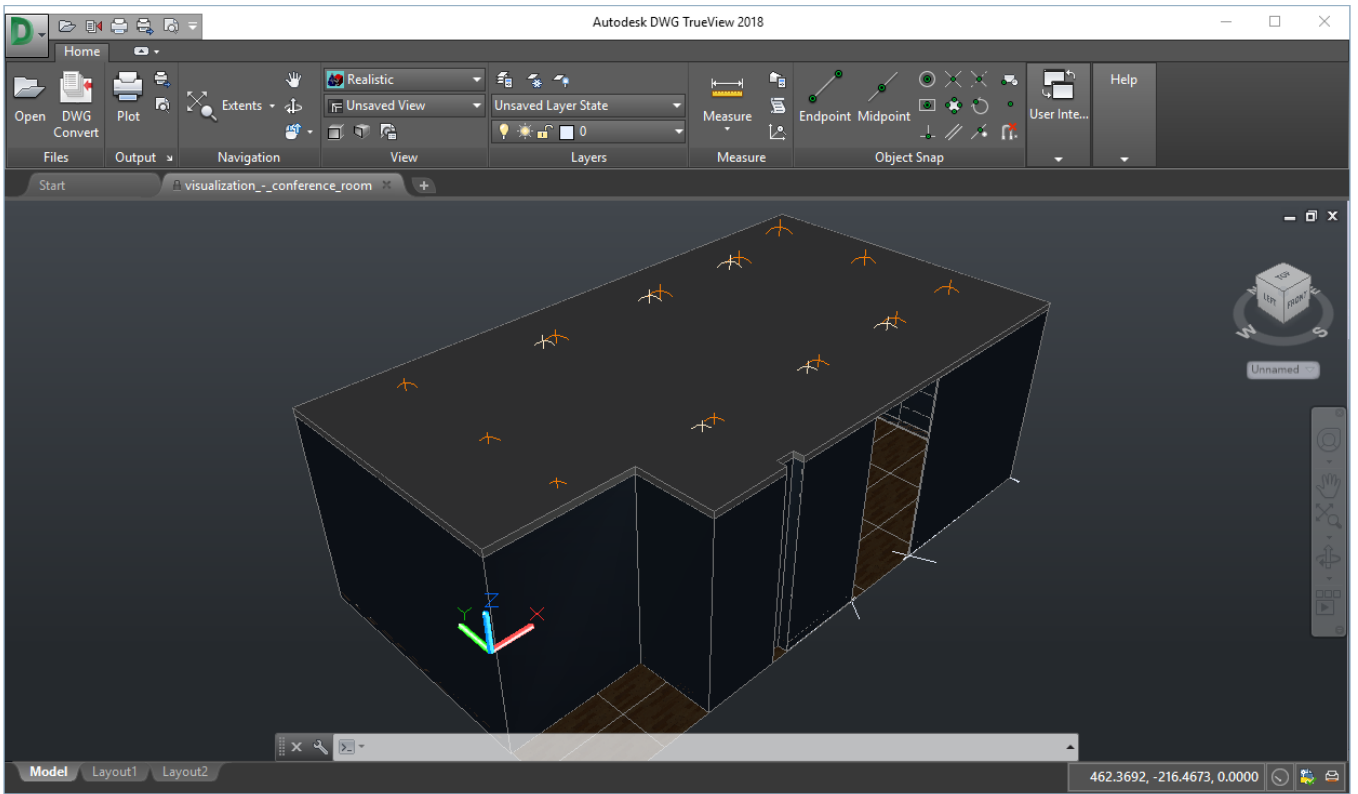 Autodesk DWG TrueView 2018
D
Home
Open
DWG Convert
Plot
Extents
Realistic
Unsaved View
Unsaved Layer State
0
Measure
Endpoint
Midpoint
User Inte...
Help
Files
Output
Navigation
View
Layers
Measure
Object Snap
Start
visualization_-_conference_room
TOP
LEFT
FRONT
N
E
W
S
Unnamed
Y
Z
X
Model
Layout1
Layout2
462.3692, -216.4673, 0.0000